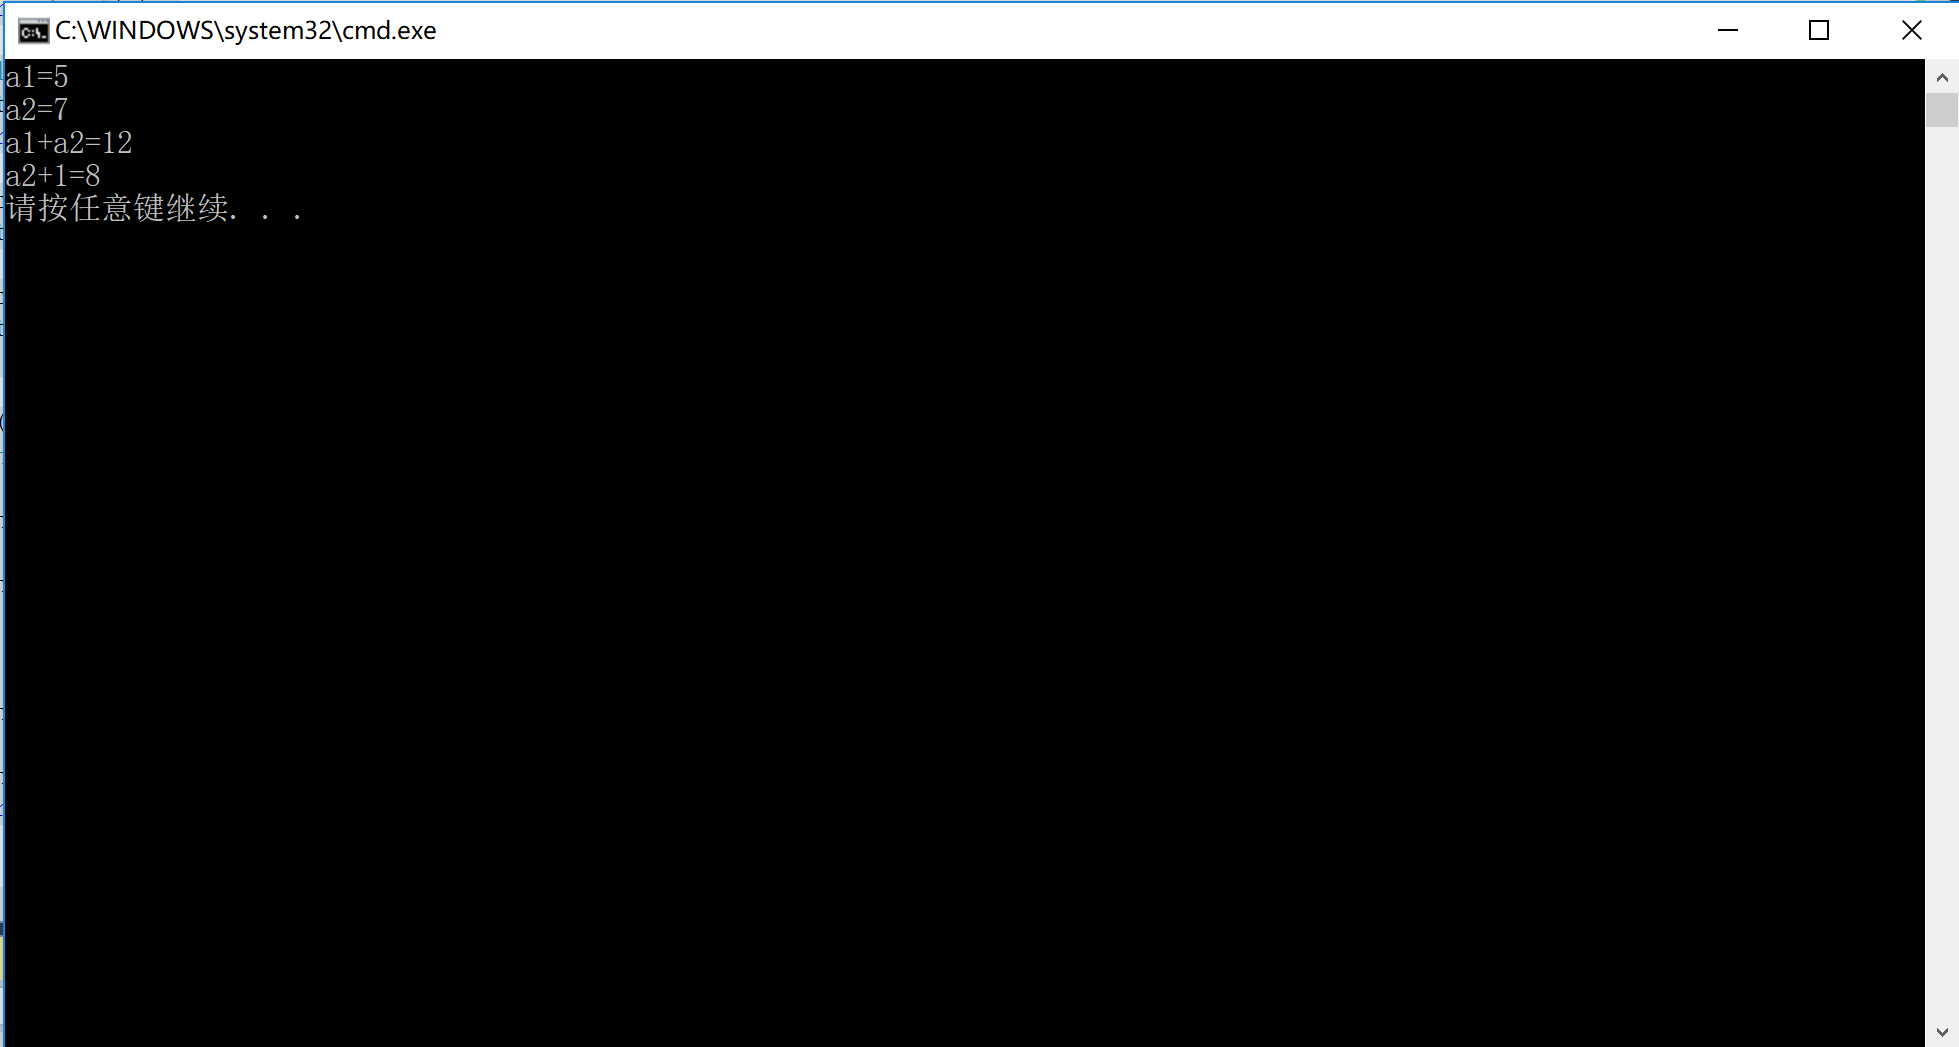 C:\WINDOWS\system32\cmd.exe
a1=5
a2=7
a1+a2=12
a2+1=8
请按任意键继续. . .